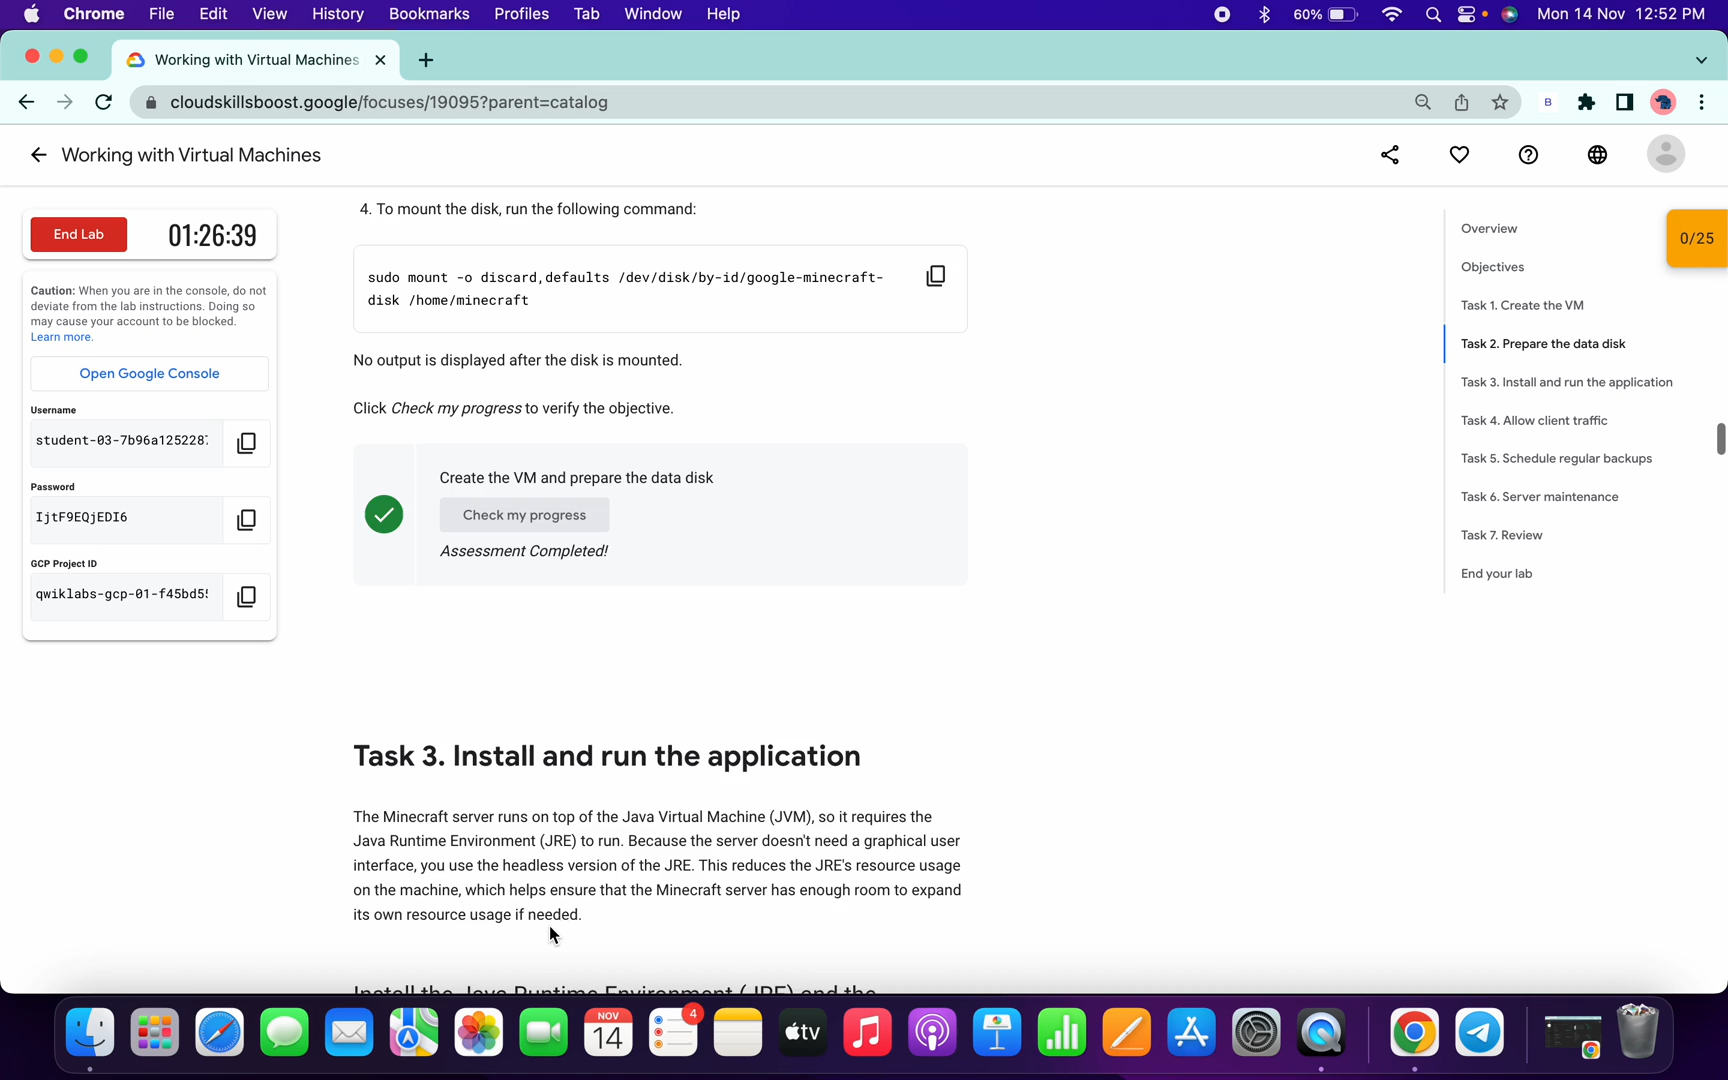 Chrome File Edit View History Bookmarks Profiles Tab Window Help 60% Mon 14 Nov 12:52 PM
Working with Virtual Machines
cloudskillsboost.google/focuses/19095?parent=catalog B
Working with Virtual Machines
End Lab 01:26:39
Caution: When you are in the console, do not
deviate from the lab instructions. Doing so
may cause your account to be blocked.
Learn more.
Open Google Console
Username
student-03-7b96a1252287
Password
IjtF9EQjEDI6
GCP Project ID
qwiklabs-gcp-01-f45bd55
4. To mount the disk, run the following command:
sudo mount -o discard,defaults /dev/disk/by-id/google-minecraft-
disk /home/minecraft
No output is displayed after the disk is mounted.
Click Check my progress to verify the objective.
Create the VM and prepare the data disk
Check my progress
Assessment Completed!
Task 3. Install and run the application
The Minecraft server runs on top of the Java Virtual Machine (JVM), so it requires the
Java Runtime Environment (JRE) to run. Because the server doesn't need a graphical user
interface, you use the headless version of the JRE. This reduces the JRE's resource usage
on the machine, which helps ensure that the Minecraft server has enough room to expand
its own resource usage if needed.
Install the Java Runtime Environment (JRE) and the
Overview
Objectives
Task 1. Create the VM
Task 2. Prepare the data disk
Task 3. Install and run the application
Task 4. Allow client traffic
Task 5. Schedule regular backups
Task 6. Server maintenance
Task 7. Review
End your lab
0/25
NOV
14
4
tv